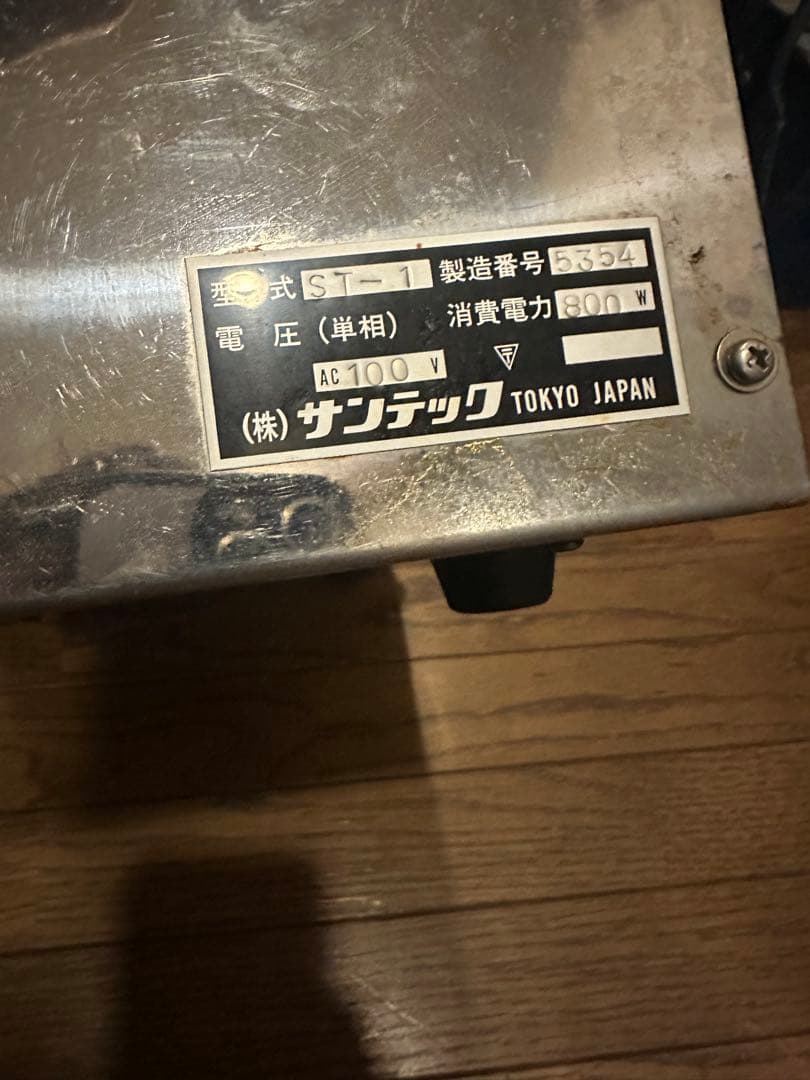 型式 ST-1 製造番号 5354
電圧(単相) 消費電力 800 W
AC 100 V 〒
(株)サンテック TOKYO JAPAN